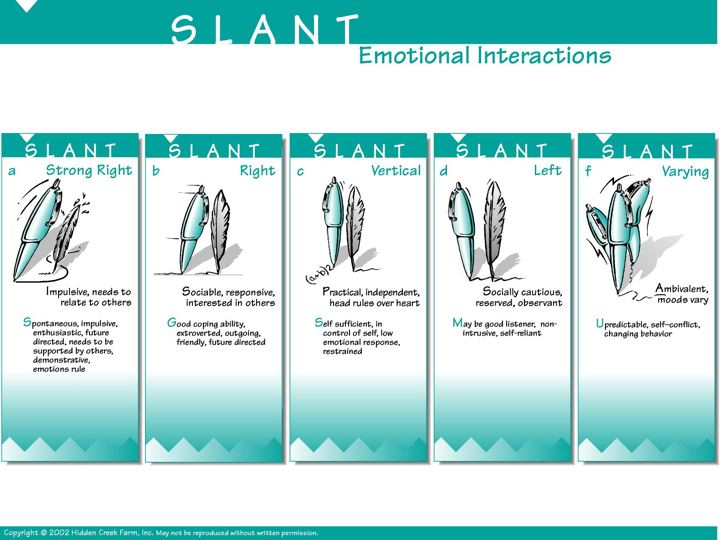 SLANT
Emotional Interactions
SLANT
a Strong Right
Impulsive, needs to
relate to others
Spontaneous, impulsive,
enthusiastic, future
directed, needs to be
supported by others,
demonstrative,
emotions rule
SLANT
b Right
Sociable, responsive,
interested in others
Good coping ability,
extroverted, outgoing,
friendly, future directed
SLANT
c Vertical
(a+b)2
Practical, independent,
head rules over heart
Self sufficient, in
control of self, low
emotional response,
restrained
SLANT
d Left
Socially cautious,
reserved, observant
May be good listener, non-
intrusive, self-reliant
SLANT
f Varying
Ambivalent,
moods vary
Upredictable, self-conflict,
changing behavior
Copyright © 2002 Hidden Creek Farm, Inc. May not be reproduced without written permission.